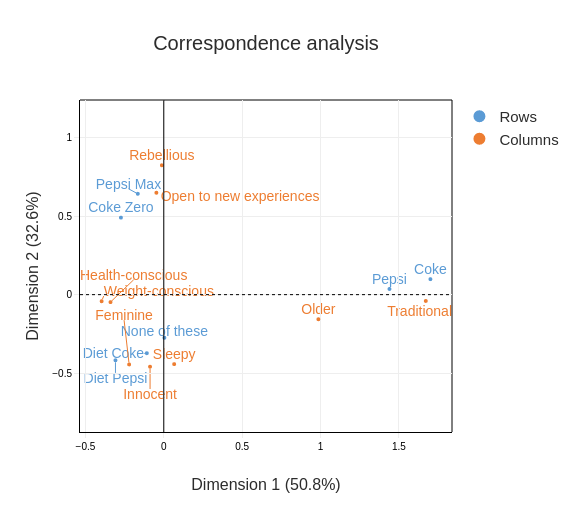 Correspondence analysis
Rows
Columns
Rebellious
Pepsi Max
Open to new experiences
Coke Zero
Coke
Pepsi
Health-conscious
Weight-conscious
Older
Traditional
Feminine
None of these
Diet Coke
Sleepy
Diet Pepsi
Innocent
1
0.5
0
−0.5
−0.5
0
0.5
1
1.5
Dimension 2 (32.6%)
Dimension 1 (50.8%)